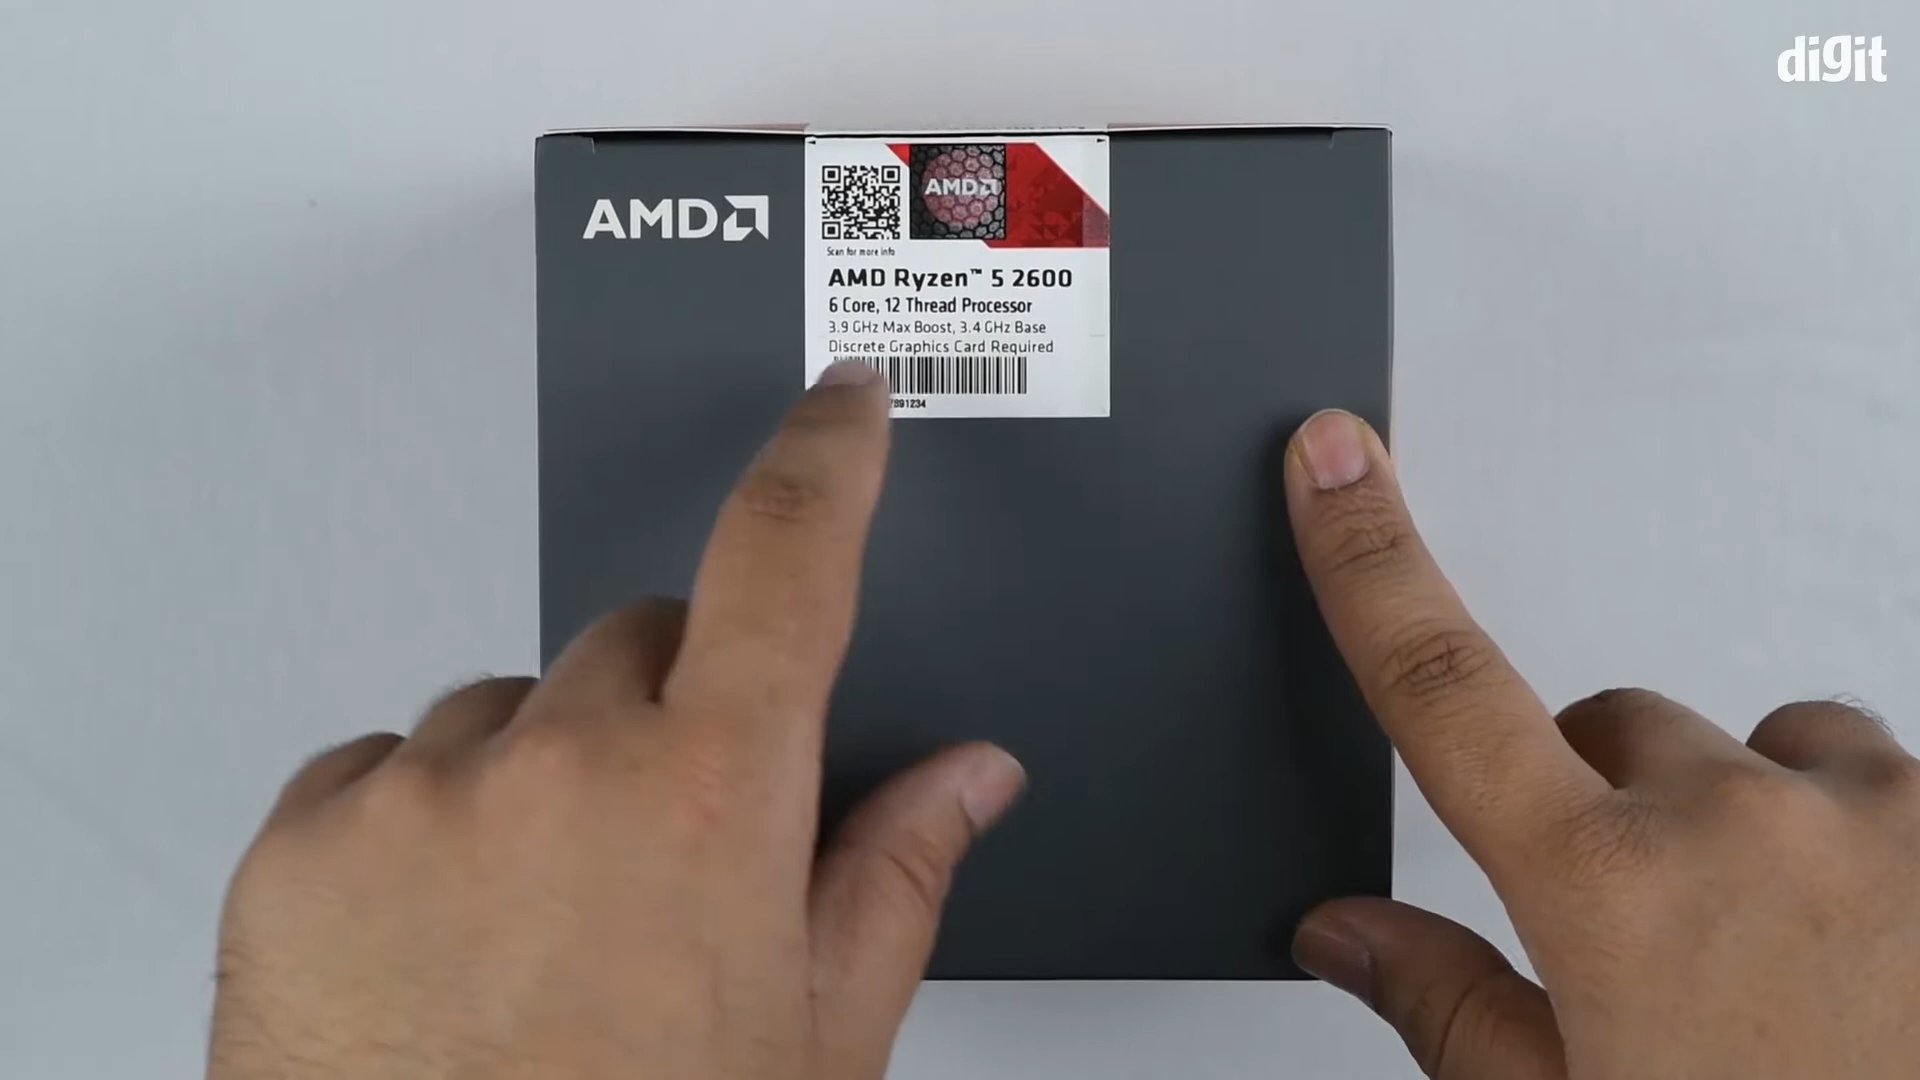 digit
AMD
AMD
Scan for more info
AMD Ryzen™ 5 2600
6 Core, 12 Thread Processor
3.9 GHz Max Boost, 3.4 GHz Base
Discrete Graphics Card Required
7891234